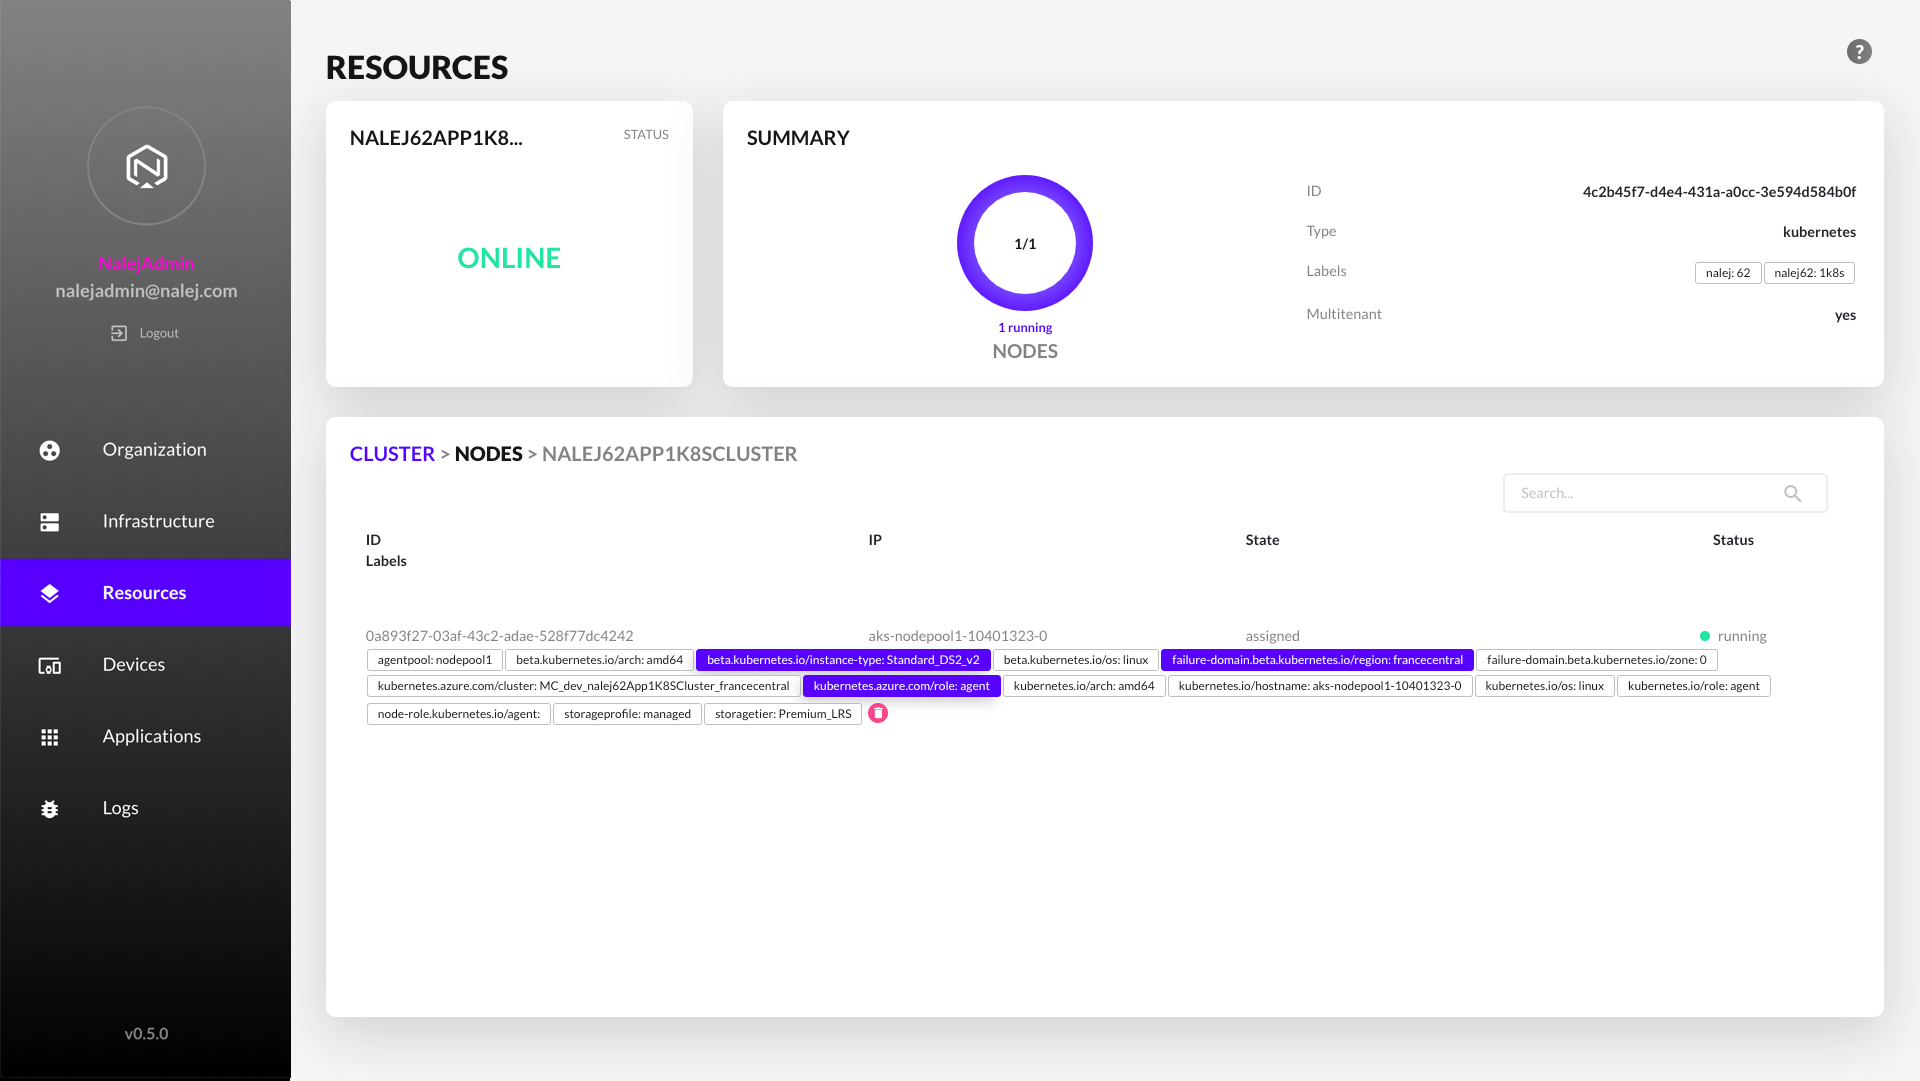 RESOURCES
?
NalejAdmin
nalejadmin@nalej.com
Logout
Organization
Infrastructure
Resources
Devices
Applications
Logs
v0.5.0
NALEJ62APP1K8...
STATUS
ONLINE
SUMMARY
1/1
1 running
NODES
ID 4c2b45f7-d4e4-431a-a0cc-3e594d584b0f
Type kubernetes
Labels nalej: 62 nalej62: 1k8s
Multitenant yes
CLUSTER > NODES > NALEJ62APP1K8SCLUSTER
Search...
ID IP State Status
Labels
0a893f27-03af-43c2-adae-528f77dc4242 aks-nodepool1-10401323-0 assigned running
agentpool: nodepool1 beta.kubernetes.io/arch: amd64 beta.kubernetes.io/instance-type: Standard_DS2_v2 beta.kubernetes.io/os: linux failure-domain.beta.kubernetes.io/region: francecentral failure-domain.beta.kubernetes.io/zone: 0
kubernetes.azure.com/cluster: MC_dev_nalej62App1K8SCluster_francecentral kubernetes.azure.com/role: agent kubernetes.io/arch: amd64 kubernetes.io/hostname: aks-nodepool1-10401323-0 kubernetes.io/os: linux kubernetes.io/role: agent
node-role.kubernetes.io/agent: storageprofile: managed storagetier: Premium_LRS